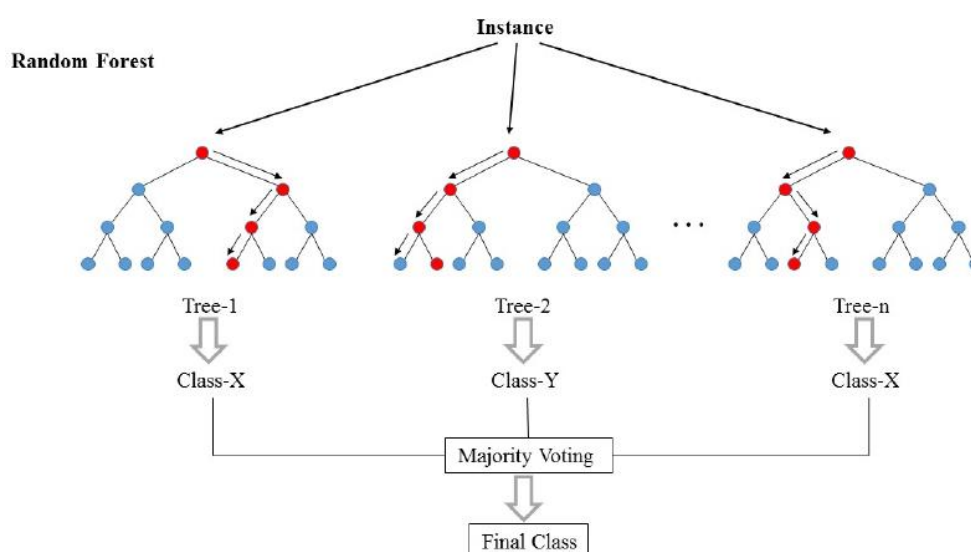 Instance
Random Forest
...
Tree-1 Tree-2 Tree-n
Class-X Class-Y Class-X
Majority Voting
Final Class